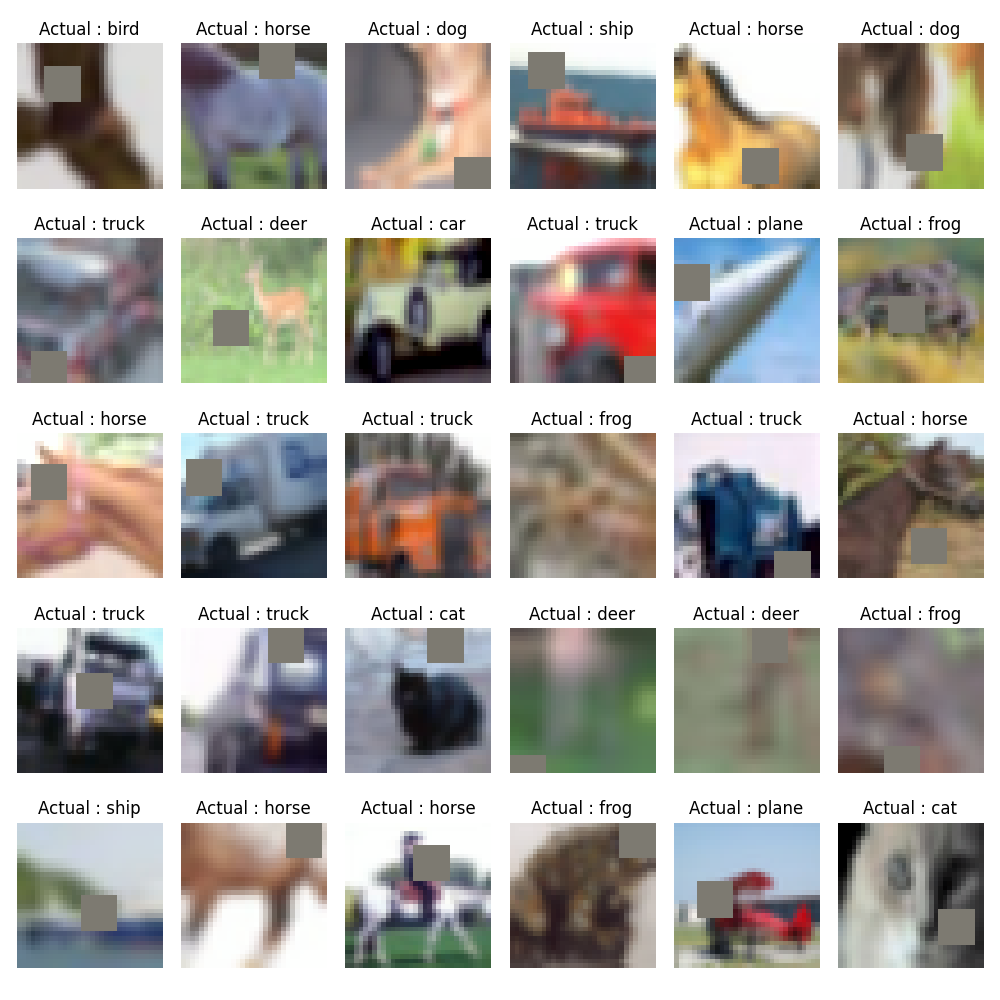 Actual : bird Actual : horse Actual : dog Actual : ship Actual : horse Actual : dog
Actual : truck Actual : deer Actual : car Actual : truck Actual : plane Actual : frog
Actual : horse Actual : truck Actual : truck Actual : frog Actual : truck Actual : horse
Actual : truck Actual : truck Actual : cat Actual : deer Actual : deer Actual : frog
Actual : ship Actual : horse Actual : horse Actual : frog Actual : plane Actual : cat